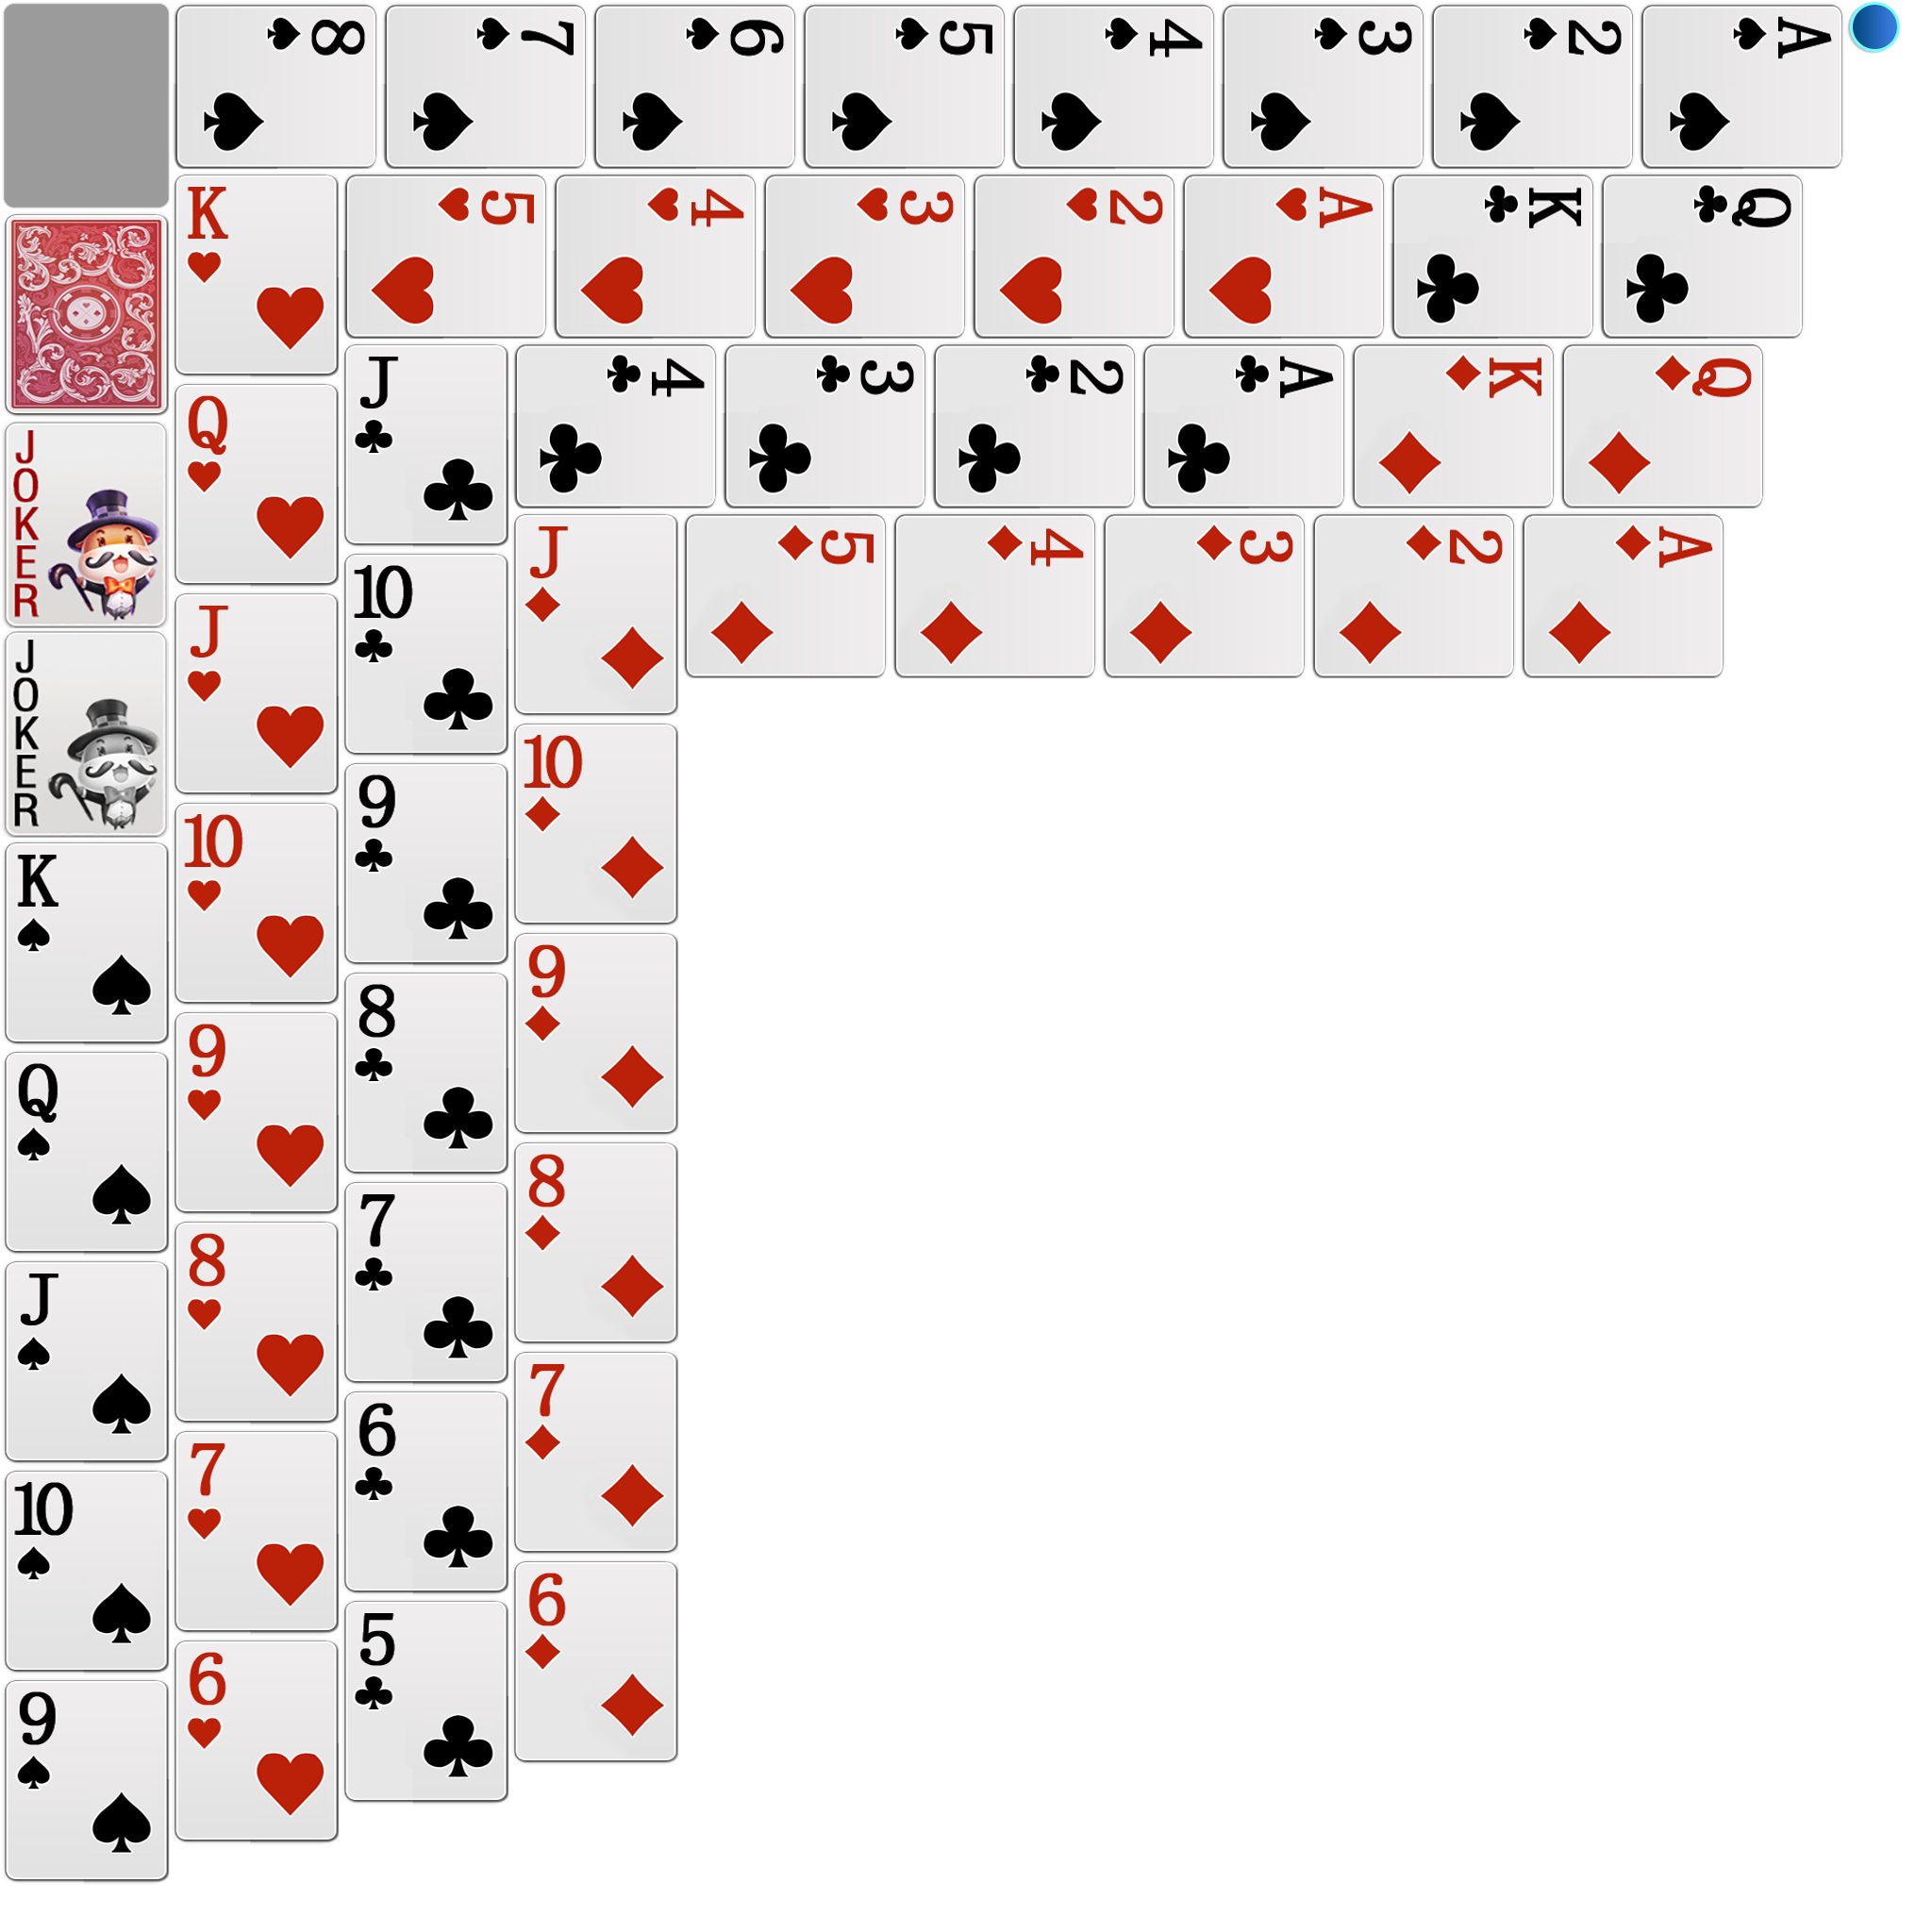 8 7 6 5 4 3 2 A
K 5 4 3 2 A K Q
Q J 4 3 2 A K Q
JOKER
J 10 J 5 4 3 2 A
JOKER
10 9 10
K 9 8 9
Q 8 7 8
J 7 6 7
10 6 5 6
9